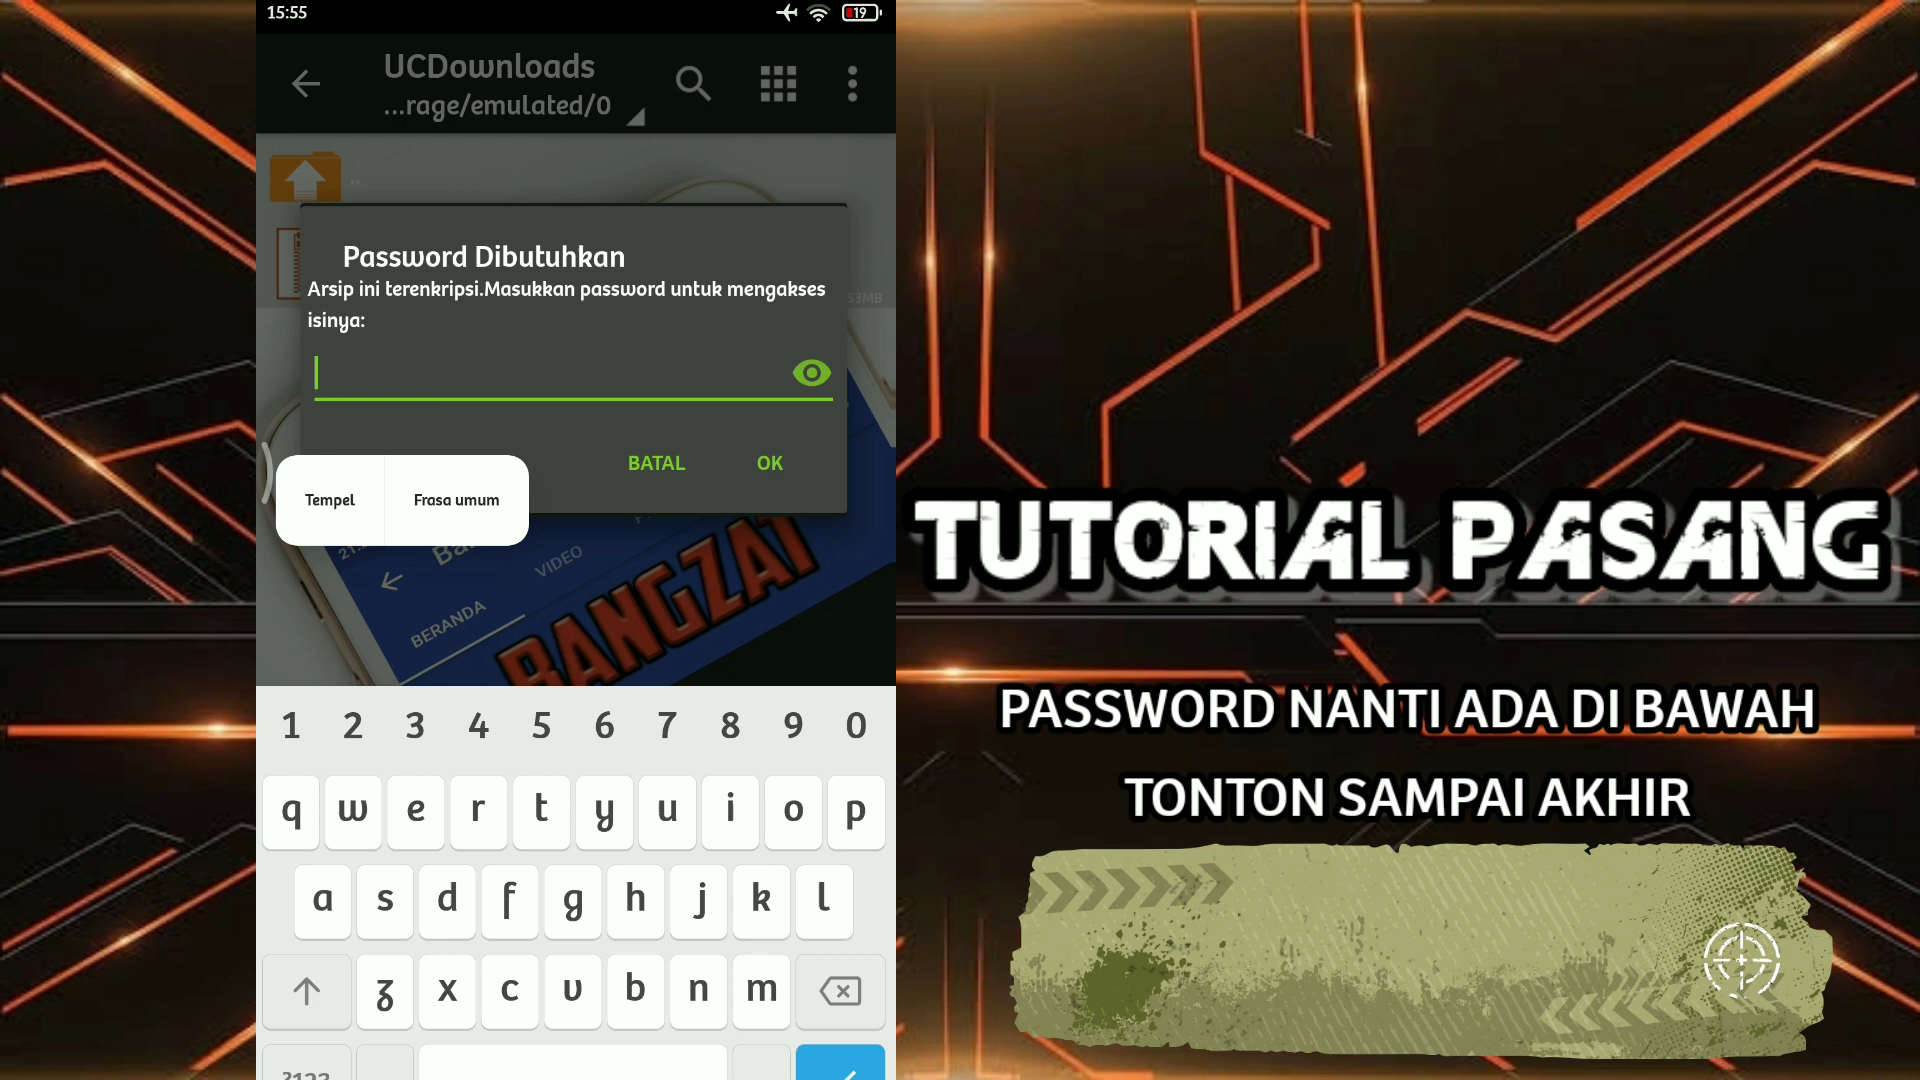 15:55
19
UCDownloads
...rage/emulated/0
..
Password Dibutuhkan
Arsip ini terenkripsi.Masukkan password untuk mengakses
isinya:
53MB
BATAL
OK
Tempel
Frasa umum
VIDEO
BERANDA
BANGZAI
1 2 3 4 5 6 7 8 9 0
q w e r t y u i o p
a s d f g h j k l
z x c v b n m
?123
TUTORIAL PASANG
PASSWORD NANTI ADA DI BAWAH
TONTON SAMPAI AKHIR